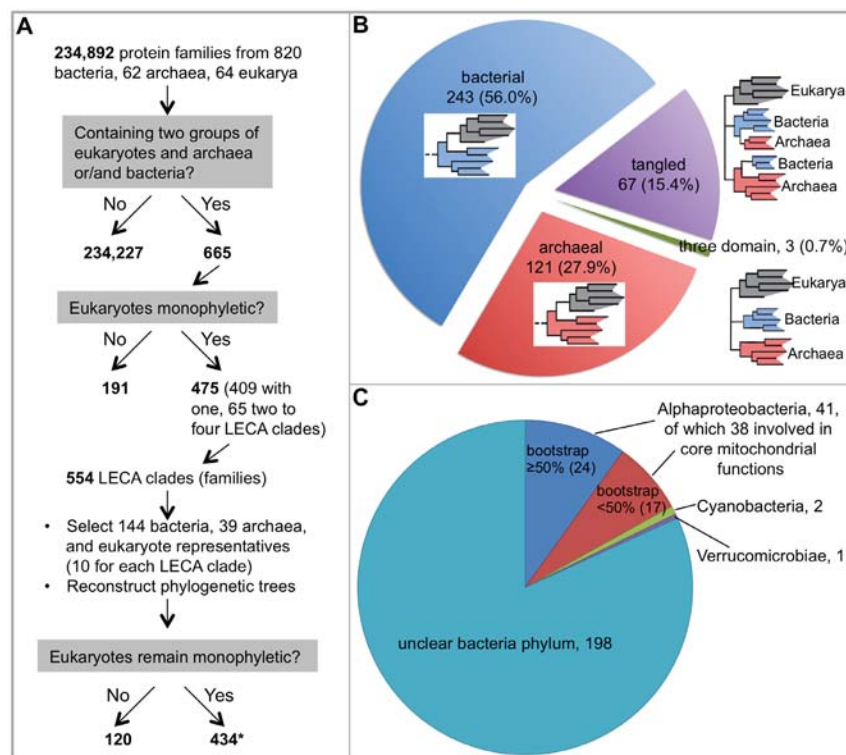 A
234,892 protein families from 820
bacteria, 62 archaea, 64 eukarya
Containing two groups of
eukaryotes and archaea
or/and bacteria?
No
Yes
234,227
665
Eukaryotes monophyletic?
No
Yes
191
475 (409 with
one, 65 two to
four LECA clades)
554 LECA clades (families)
• Select 144 bacteria, 39 archaea,
and eukaryote representatives
(10 for each LECA clade)
• Reconstruct phylogenetic trees
Eukaryotes remain monophyletic?
No
Yes
120
434*
B
bacterial
243 (56.0%)
tangled
67 (15.4%)
Eukarya
Bacteria
Archaea
Bacteria
Archaea
three domain, 3 (0.7%)
archaeal
121 (27.9%)
Eukarya
Bacteria
Archaea
C
Alphaproteobacteria, 41,
of which 38 involved in
core mitochondrial
functions
bootstrap
≥50% (24)
bootstrap
<50% (17)
Cyanobacteria, 2
Verrucomicrobiae, 1
unclear bacteria phylum, 198